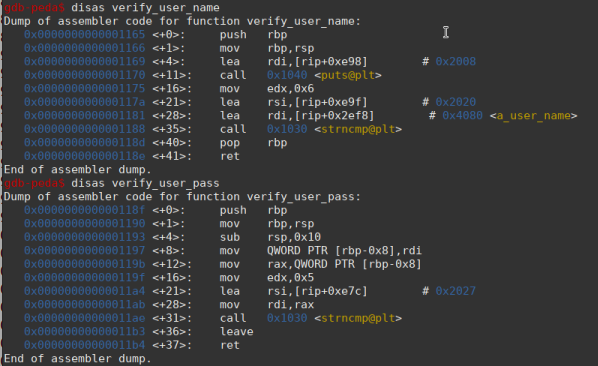 gdb-peda$ disas verify_user_name
Dump of assembler code for function verify_user_name:
0x0000000000001165 <+0>: push rbp
0x0000000000001166 <+1>: mov rbp,rsp
0x0000000000001169 <+4>: lea rdi,[rip+0xe98] # 0x2008
0x0000000000001170 <+11>: call 0x1040 <puts@plt>
0x0000000000001175 <+16>: mov edx,0x6
0x000000000000117a <+21>: lea rsi,[rip+0xe9f] # 0x2020
0x0000000000001181 <+28>: lea rdi,[rip+0x2ef8] # 0x4080 <a_user_name>
0x0000000000001188 <+35>: call 0x1030 <strncmp@plt>
0x000000000000118d <+40>: pop rbp
0x000000000000118e <+41>: ret
End of assembler dump.
gdb-peda$ disas verify_user_pass
Dump of assembler code for function verify_user_pass:
0x000000000000118f <+0>: push rbp
0x0000000000001190 <+1>: mov rbp,rsp
0x0000000000001193 <+4>: sub rsp,0x10
0x0000000000001197 <+8>: mov QWORD PTR [rbp-0x8],rdi
0x000000000000119b <+12>: mov rax,QWORD PTR [rbp-0x8]
0x000000000000119f <+16>: mov edx,0x5
0x00000000000011a4 <+21>: lea rsi,[rip+0xe7c] # 0x2027
0x00000000000011ab <+28>: mov rdi,rax
0x00000000000011ae <+31>: call 0x1030 <strncmp@plt>
0x00000000000011b3 <+36>: leave
0x00000000000011b4 <+37>: ret
End of assembler dump.